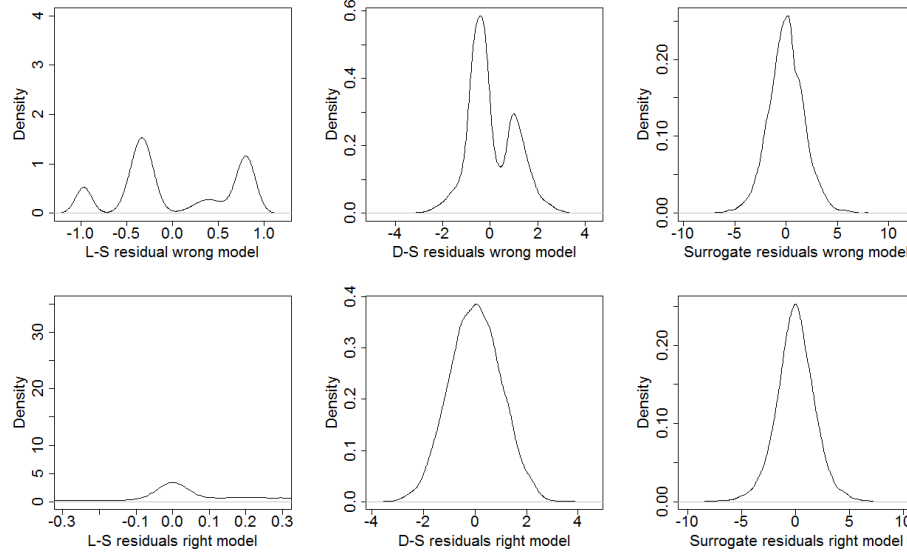 Density
0 1 2 3 4
-1.0 -0.5 0.0 0.5 1.0
L-S residual wrong model
Density
0.0 0.2 0.4 0.6
-4 -2 0 2 4
D-S residuals wrong model
Density
0.00 0.10 0.20
-10 -5 0 5 10
Surrogate residuals wrong model
Density
0 5 10 20 30
-0.3 -0.1 0.0 0.1 0.2 0.3
L-S residuals right model
Density
0.0 0.1 0.2 0.3 0.4
-4 -2 0 2 4
D-S residuals right model
Density
0.00 0.10 0.20
-10 -5 0 5 10
Surrogate residuals right model